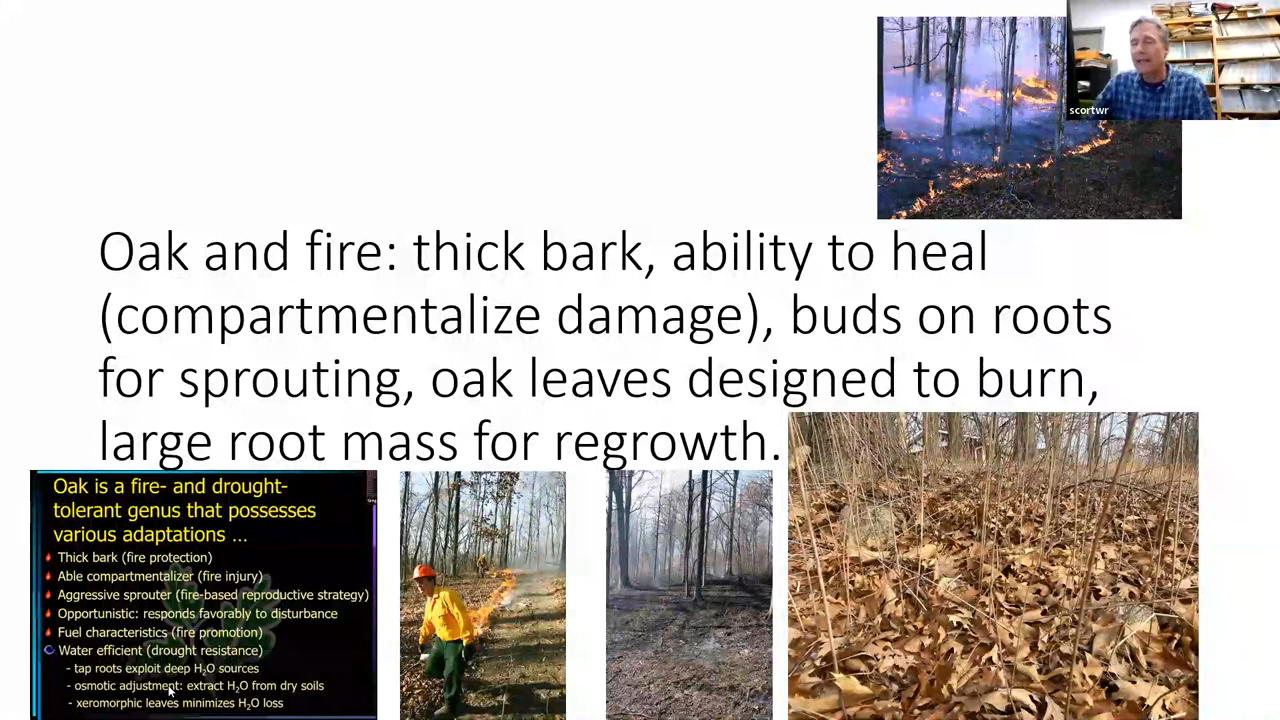 scortwr
Oak and fire: thick bark, ability to heal
(compartmentalize damage), buds on roots
for sprouting, oak leaves designed to burn,
large root mass for regrowth.
Oak is a fire- and drought-
tolerant genus that possesses
various adaptations ...
Thick bark (fire protection)
Able compartmentalizer (fire injury)
Aggressive sprouter (fire-based reproductive strategy)
Opportunistic: responds favorably to disturbance
Fuel characteristics (fire promotion)
Water efficient (drought resistance)
- tap roots exploit deep H₂O sources
- osmotic adjustment: extract H₂O from dry soils
- xeromorphic leaves minimizes H₂O loss